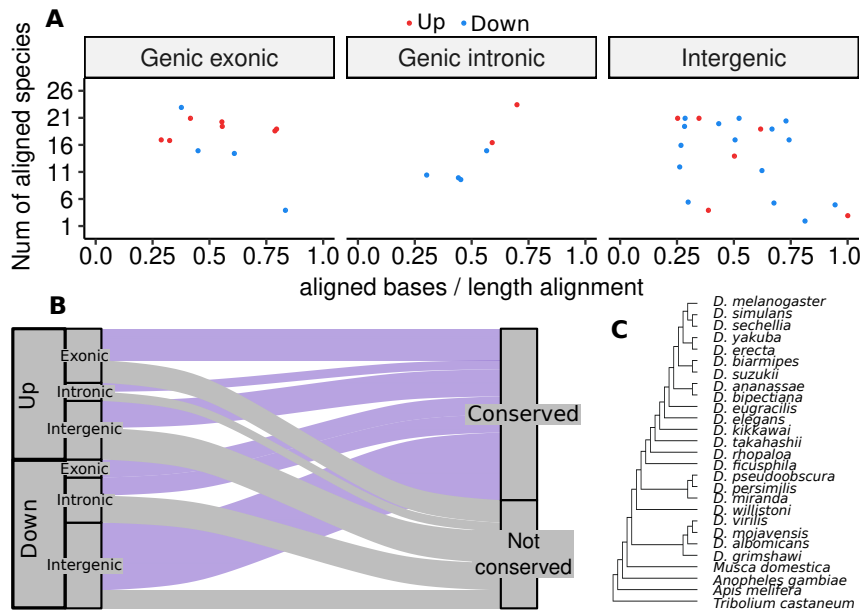 A
Up Down
Genic exonic Genic intronic Intergenic
Num of aligned species
26
21
16
11
6
1
0.0 0.25 0.5 0.75 1.0 0.0 0.25 0.5 0.75 1.0 0.0 0.25 0.5 0.75 1.0
aligned bases / length alignment
B
Up
Down
Exonic
Intronic
Intergenic
Exonic
Intronic
Intergenic
Conserved
Not
conserved
C
D. melanogaster
D. simulans
D. sechellia
D. yakuba
D. erecta
D. biarmipes
D. suzukii
D. ananassae
D. bipectiana
D. eugracilis
D. elegans
D. kikkawai
D. takahashii
D. rhopaloa
D. ficusphila
D. pseudoobscura
D. persimilis
D. miranda
D. willistoni
D. virilis
D. mojavensis
D. albomicans
D. grimshawi
Musca domestica
Anopheles gambiae
Apis melifera
Tribolium castaneum